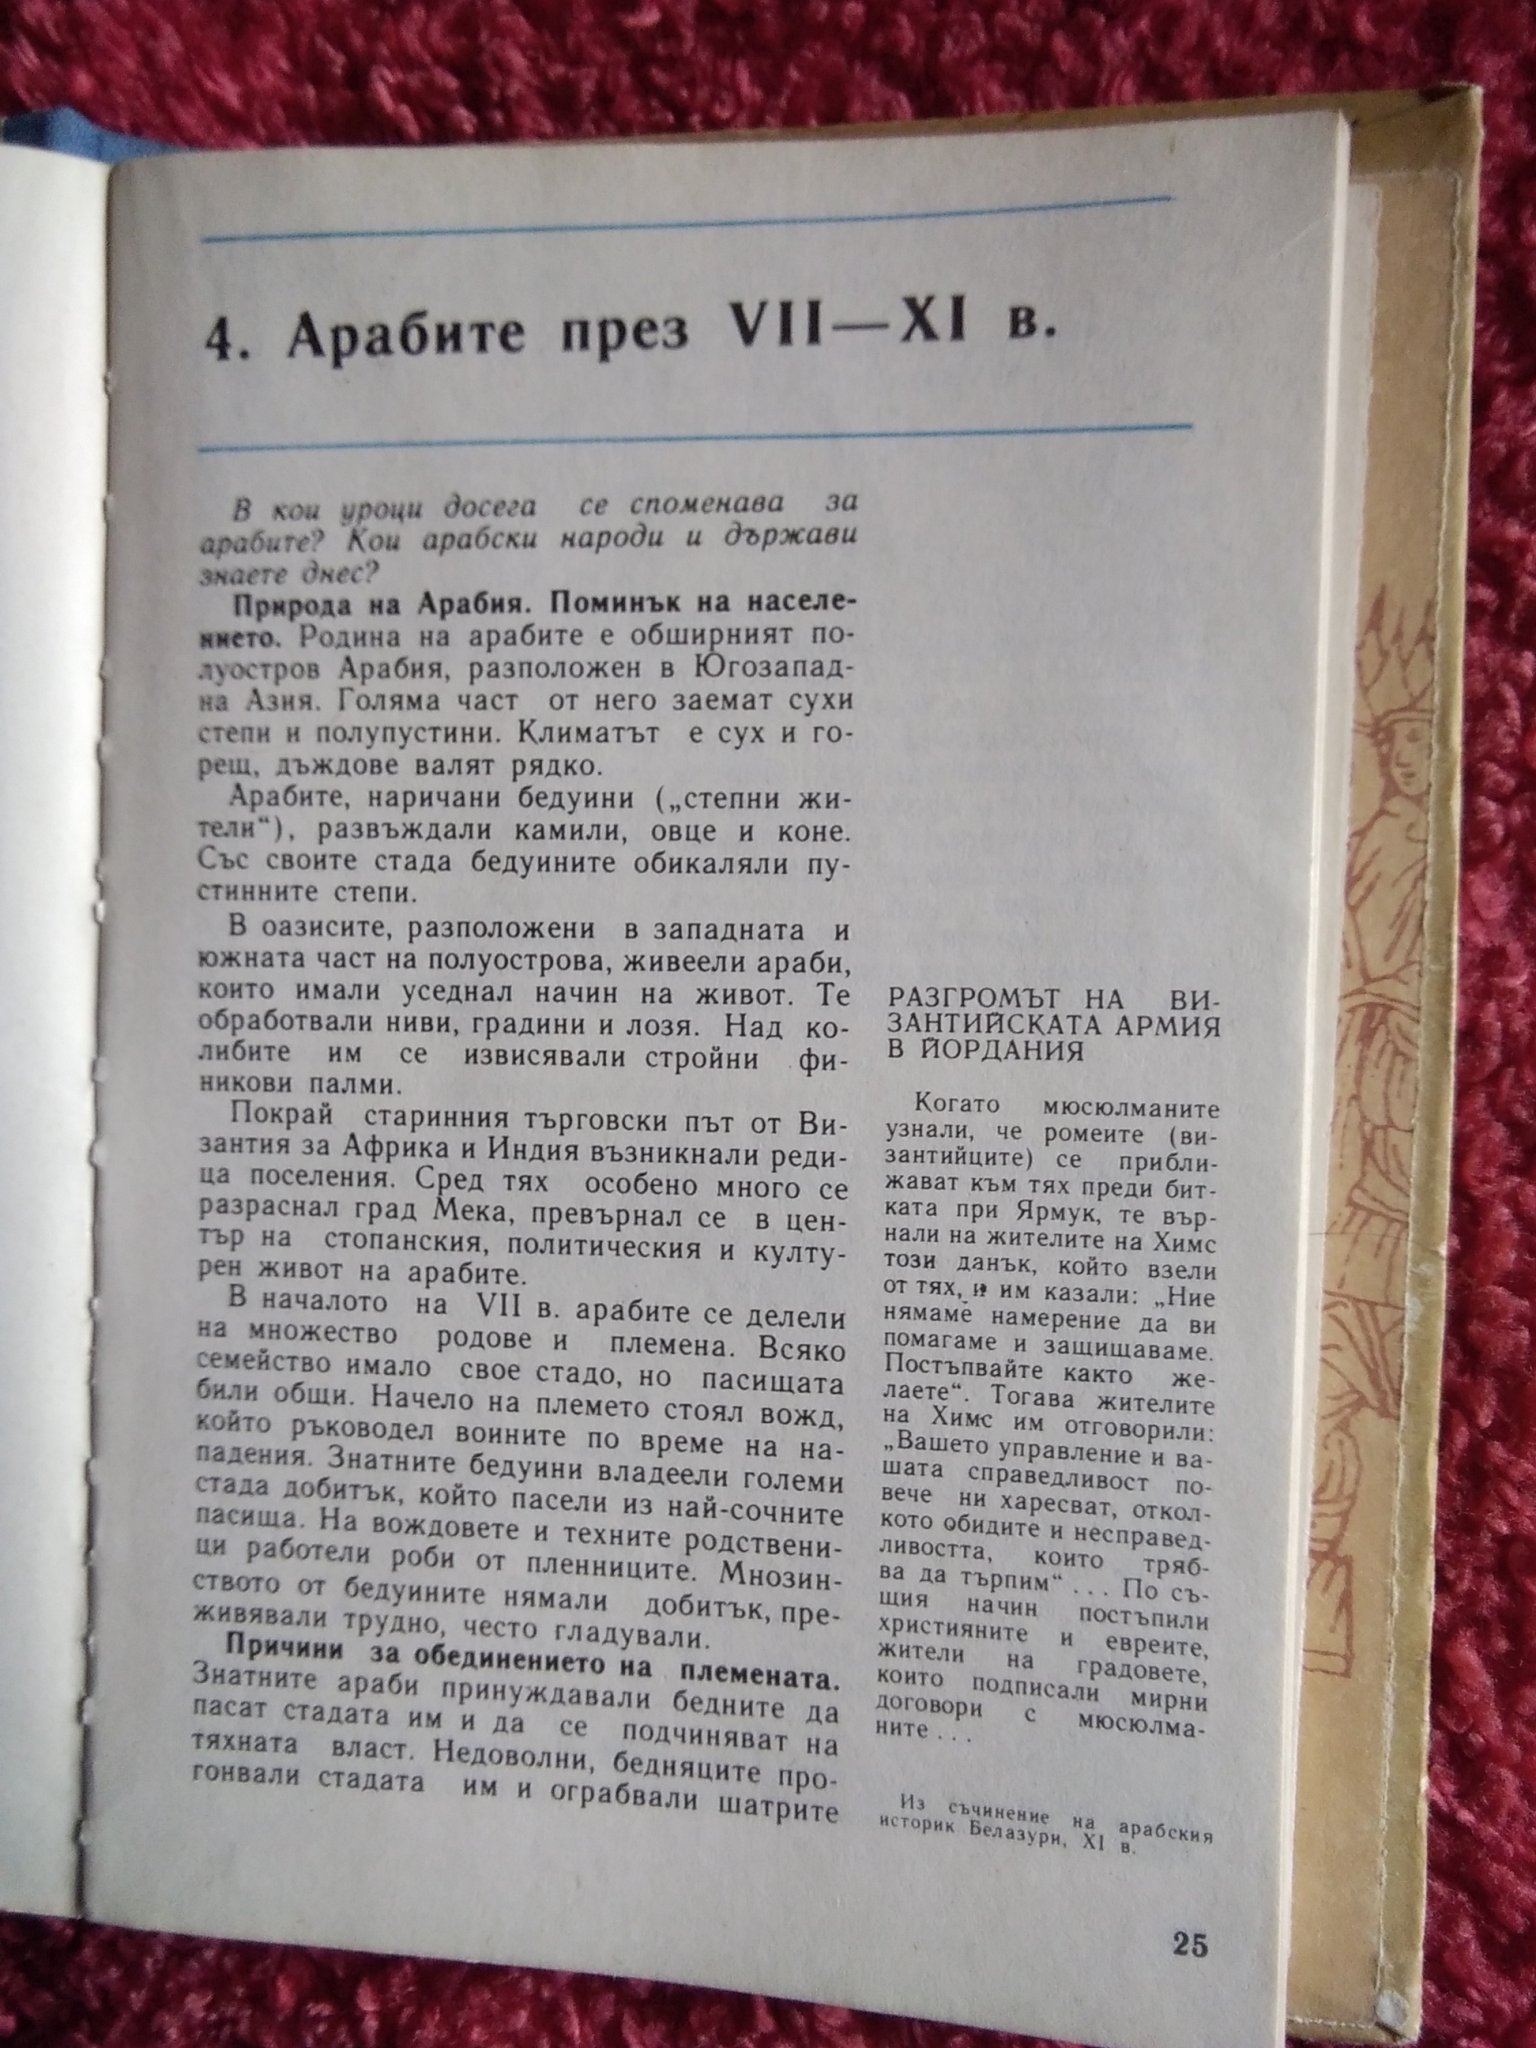 4. Арабите през VII—XI в.
В кои уроци досега се споменава за
арабите? Кои арабски народи и държави
знаете днес?
Природа на Арабия. Поминък на населе-
нието. Родина на арабите е обширният по-
луостров Арабия, разположен в Югозапад-
на Азия. Голяма част от него заемат сухи
степи и полупустини. Климатът е сух и го-
рещ, дъждове валят рядко.
Арабите, наричани бедуини („степни жи-
тели“), развъждали камили, овце и коне.
Със своите стада бедуините обикаляли пу-
стинните степи.
В оазисите, разположени в западната и
южната част на полуострова, живеели араби,
които имали уседнал начин на живот. Те
обработвали ниви, градини и лозя. Над ко-
либите им се извисявали стройни фи-
никови палми.
Покрай старинния търговски път от Ви-
зантия за Африка и Индия възникнали реди-
ца поселения. Сред тях особено много се
разраснал град Мека, превърнал се в цен-
тър на стопанския, политическия и култу-
рен живот на арабите.
В началото на VII в. арабите се делели
на множество родове и племена. Всяко
семейство имало свое стадо, но пасищата
били общи. Начело на племето стоял вожд,
който ръководел воините по време на на-
падения. Знатните бедуини владеели големи
стада добитък, който пасели из най-сочните
пасища. На вождовете и техните родствени-
ци работели роби от пленниците. Мнозин-
ството от бедуините нямали добитък, пре-
живявали трудно, често гладували.
Причини за обединението на племената.
Знатните араби принуждавали бедните да
пасат стадата им и да се подчиняват на
тяхната власт. Недоволни, бедняците про-
гонвали стадата им и ограбвали шатрите
РАЗГРОМЪТ НА ВИ-
ЗАНТИЙСКАТА АРМИЯ
В ЙОРДАНИЯ
Когато мюсюлманите
узнали, че ромеите (ви-
зантийците) се прибли-
жават към тях преди бит-
ката при Ярмук, те вър-
нали на жителите на Химс
този данък, който взели
от тях, и им казали: „Ние
нямаме намерение да ви
помагаме и защищаваме.
Постъпвайте както же-
лаете“. Тогава жителите
на Химс им отговорили:
„Вашето управление и ва-
шата справедливост по-
вече ни харесват, откол-
кото обидите и несправед-
ливостта, които тряб-
ва да търпим“ ... По съ-
щия начин постъпили
християните и евреите,
жители на градовете,
които подписали мирни
договори с мюсюлма-
ните ...
Из съчинение на арабския
историк Белазури, XI в.
25